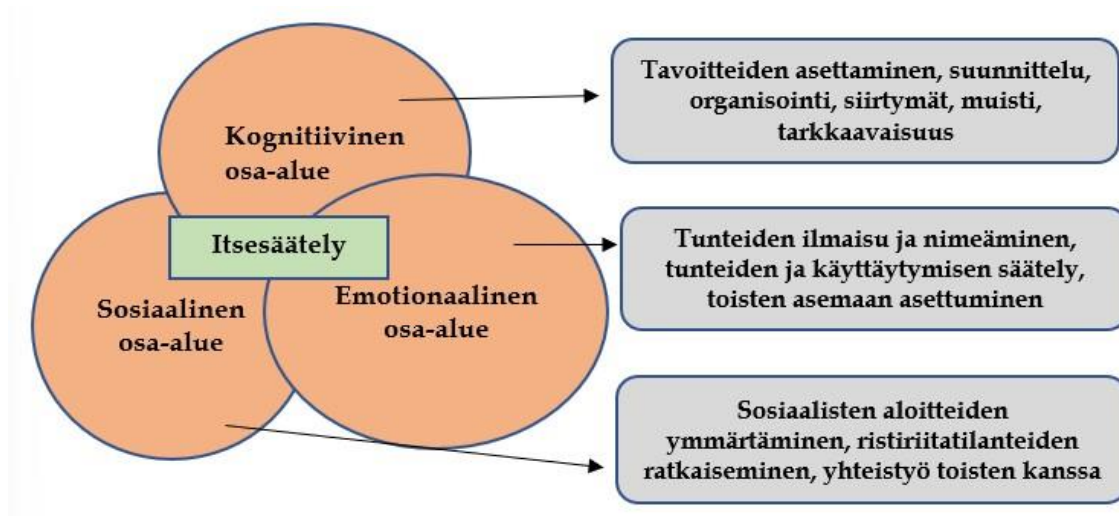 Kognitiivinen
osa-alue
Itsesäätely
Sosiaalinen
osa-alue
Emotionaalinen
osa-alue
Tavoitteiden asettaminen, suunnittelu,
organisointi, siirtymät, muisti,
tarkkaavaisuus
Tunteiden ilmaisu ja nimeäminen,
tunteiden ja käyttäytymisen säätely,
toisten asemaan asettuminen
Sosiaalisten aloitteiden
ymmärtäminen, ristiriitatilanteiden
ratkaiseminen, yhteistyö toisten kanssa